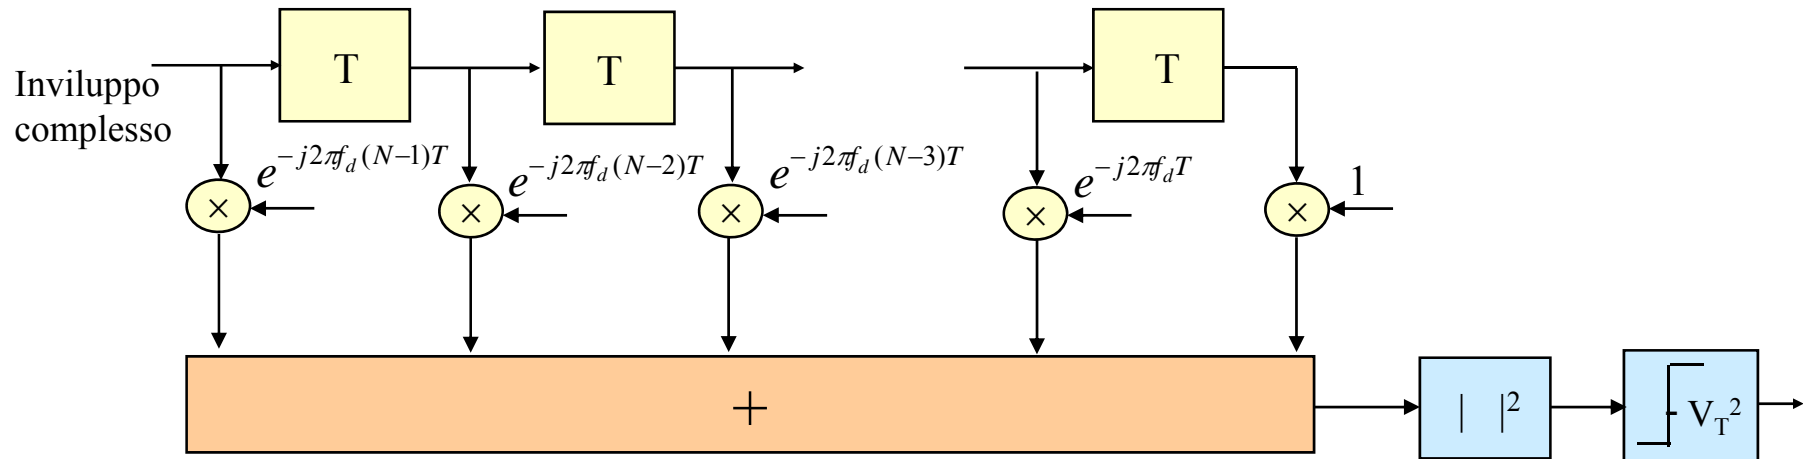 T
T
T
Inviluppo
complesso
e^{-j2πf_d(N-1)T}
e^{-j2πf_d(N-2)T}
e^{-j2πf_d(N-3)T}
e^{-j2πf_dT}
1
×
×
×
×
×
+
| |²
V_T²